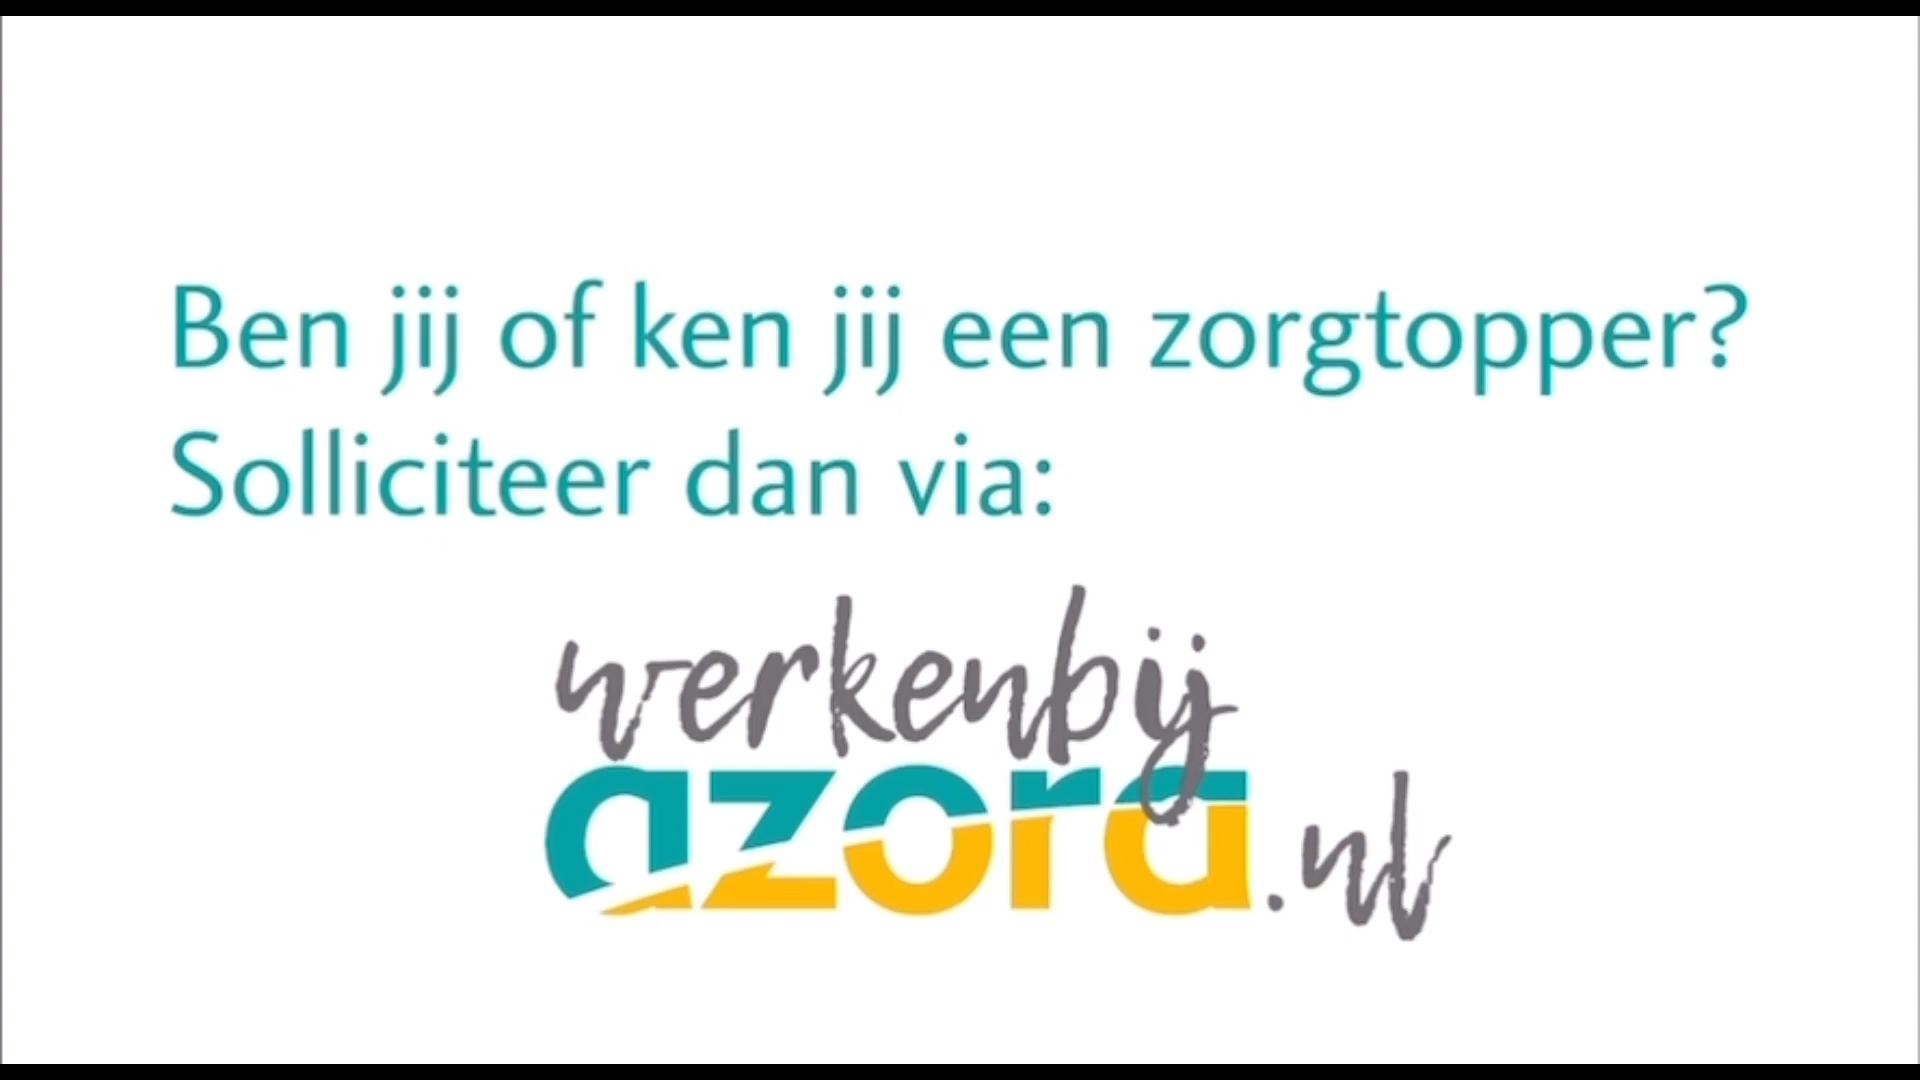 Ben jij of ken jij een zorgtopper?
Solliciteer dan via:
werkenbij
azora.nl